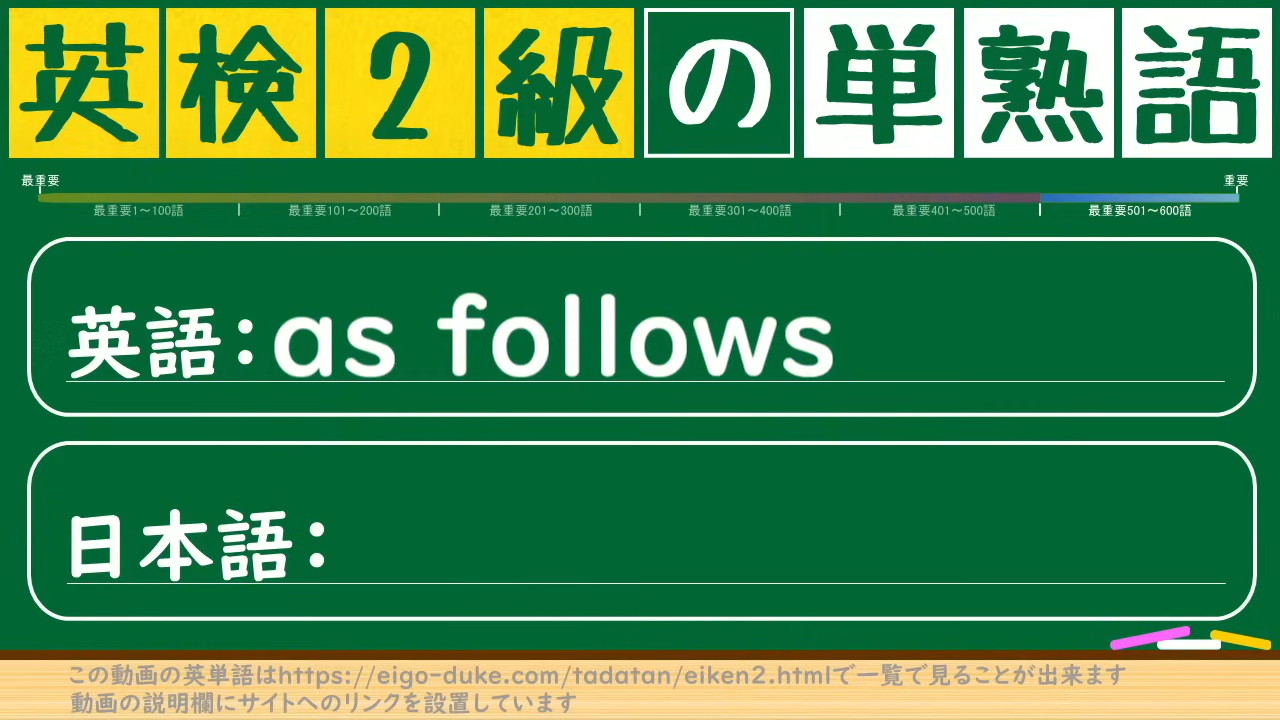 英検2級の単熟語
最重要 重要
最重要1～100語 最重要101～200語 最重要201～300語 最重要301～400語 最重要401～500語 最重要501～600語
英語：as follows
日本語：
この動画の英単語はhttps://eigo-duke.com/tadatan/eiken2.htmlで一覧で見ることが出来ます
動画の説明欄にサイトへのリンクを設置しています